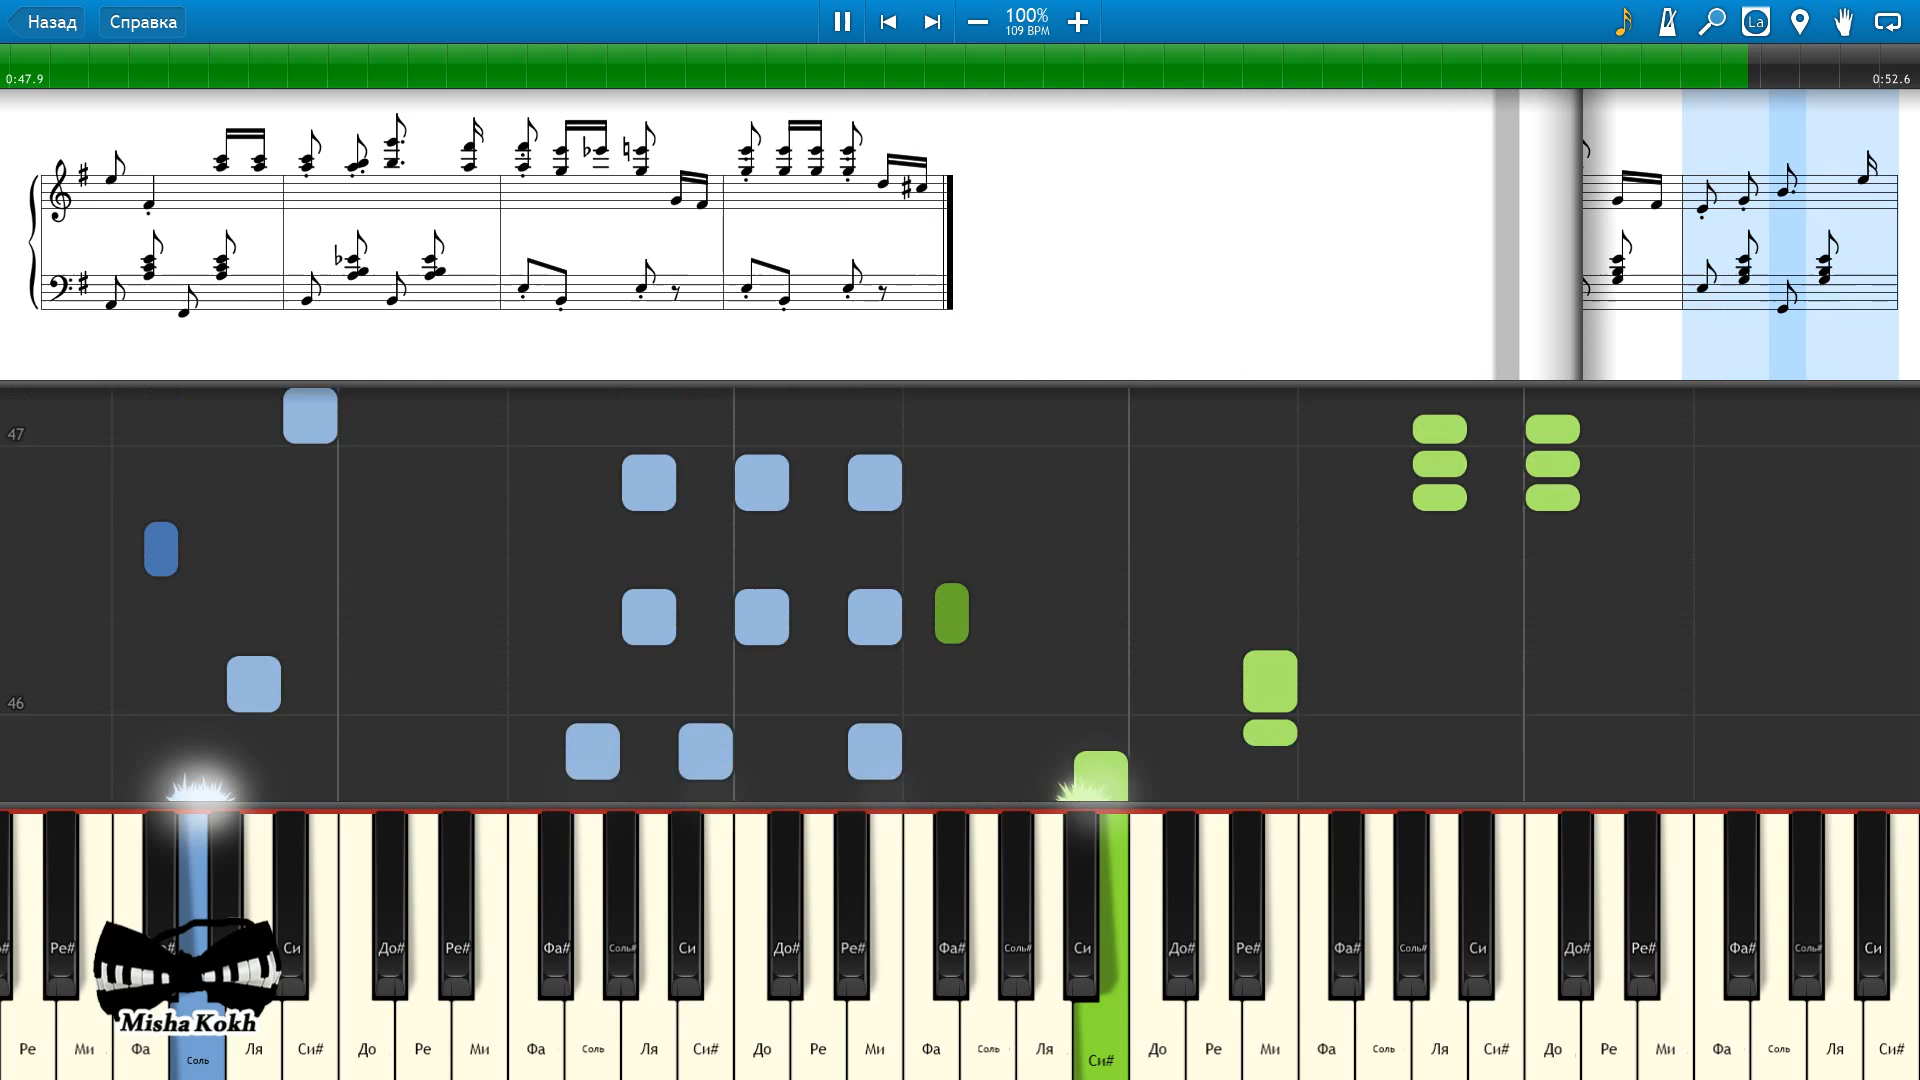 Назад
Справка
100%
109 BPM
La
0:47.9
0:52.6
47
46
Ре#
Си
До#
Ре#
Фа#
Соль#
Си
До#
Ре#
Фа#
Соль#
Си
До#
Ре#
Фа#
Соль#
Си
До#
Ре#
Фа#
Соль#
Си
Misha Kokh
Ре
Ми
Фа
Соль
Ля
Си#
До
Ре
Ми
Фа
Соль
Ля
Си#
До
Ре
Ми
Фа
Соль
Ля
Си#
До
Ре
Ми
Фа
Соль
Ля
Си#
До
Ре
Ми
Фа
Соль
Ля
Си#